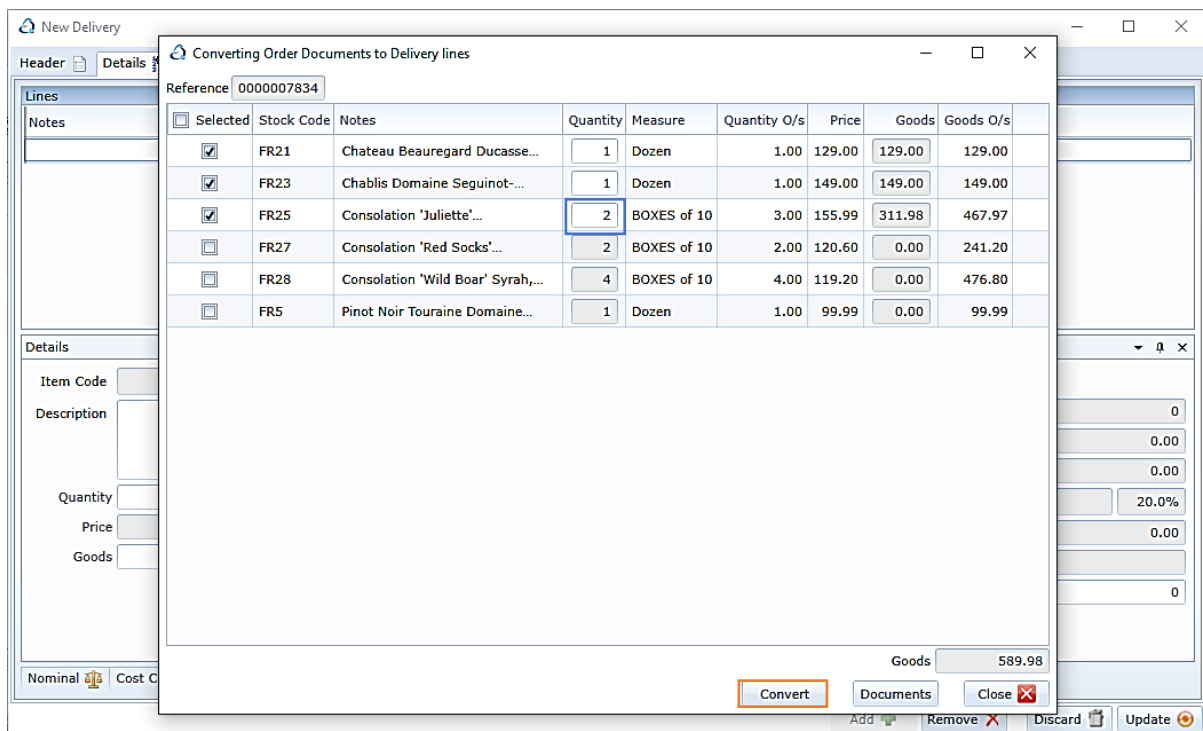 New Delivery
Header Details
Converting Order Documents to Delivery lines
Reference 0000007834
Lines
Notes
Selected Stock Code Notes Quantity Measure Quantity O/s Price Goods Goods O/s
FR21 Chateau Beauregard Ducasse... 1 Dozen 1.00 129.00 129.00 129.00
FR23 Chablis Domaine Seguinot-... 1 Dozen 1.00 149.00 149.00 149.00
FR25 Consolation 'Juliette'... 2 BOXES of 10 3.00 155.99 311.98 467.97
FR27 Consolation 'Red Socks'... 2 BOXES of 10 2.00 120.60 0.00 241.20
FR28 Consolation 'Wild Boar' Syrah,... 4 BOXES of 10 4.00 119.20 0.00 476.80
FR5 Pinot Noir Touraine Domaine... 1 Dozen 1.00 99.99 0.00 99.99
Details
Item Code
Description 0
0.00
0.00
Quantity 20.0%
Price 0.00
Goods
0
Goods 589.98
Nominal Cost C
Convert Documents Close
Add Remove Discard Update